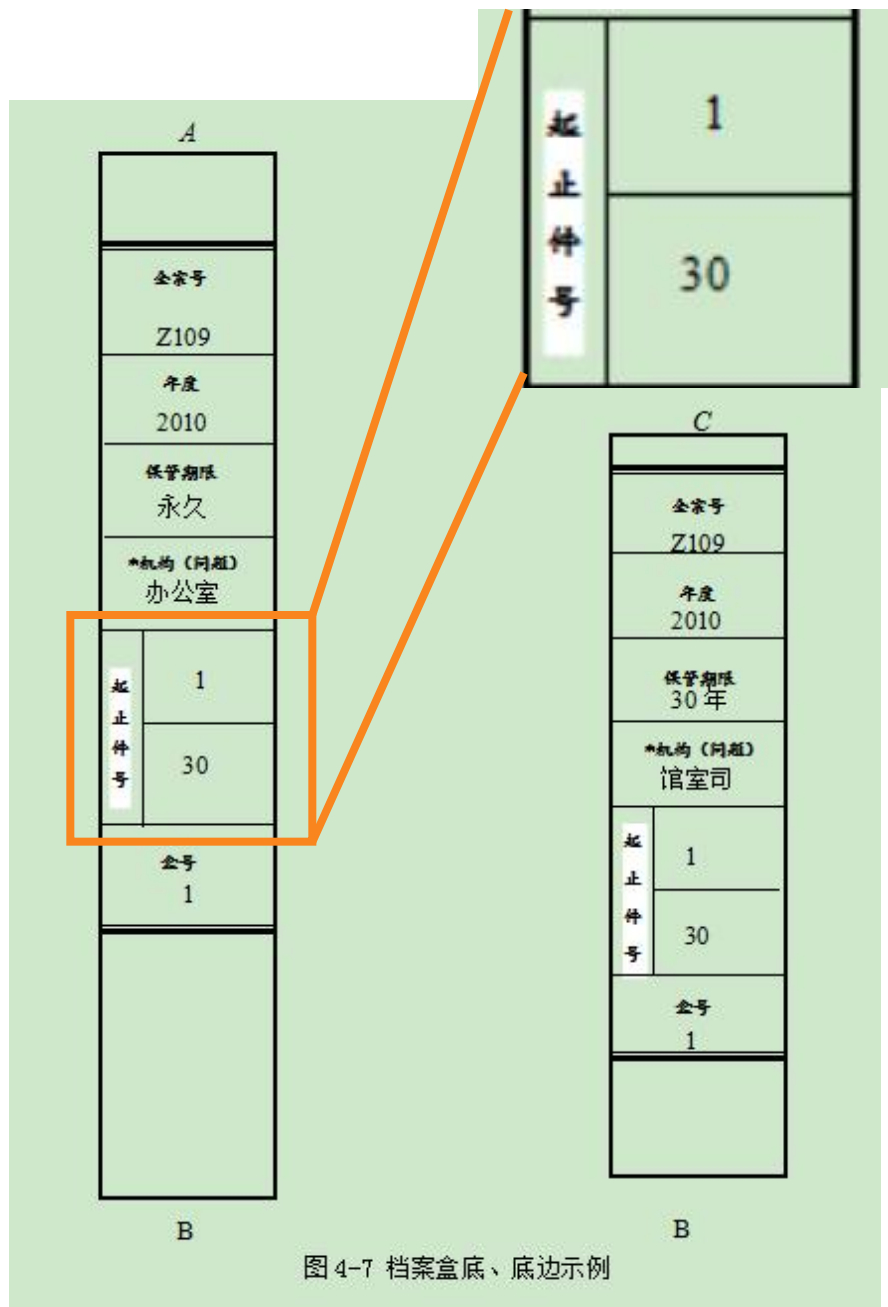 起
止
件
号
1
30
A
全宗号
Z109
年度
2010
保管期限
永久
*机构（问题）
办公室
起
止
件
号
1
30
盒号
1
B
C
全宗号
Z109
年度
2010
保管期限
30 年
*机构（问题）
馆室司
起
止
件
号
1
30
盒号
1
B
图 4-7 档案盒底、底边示例